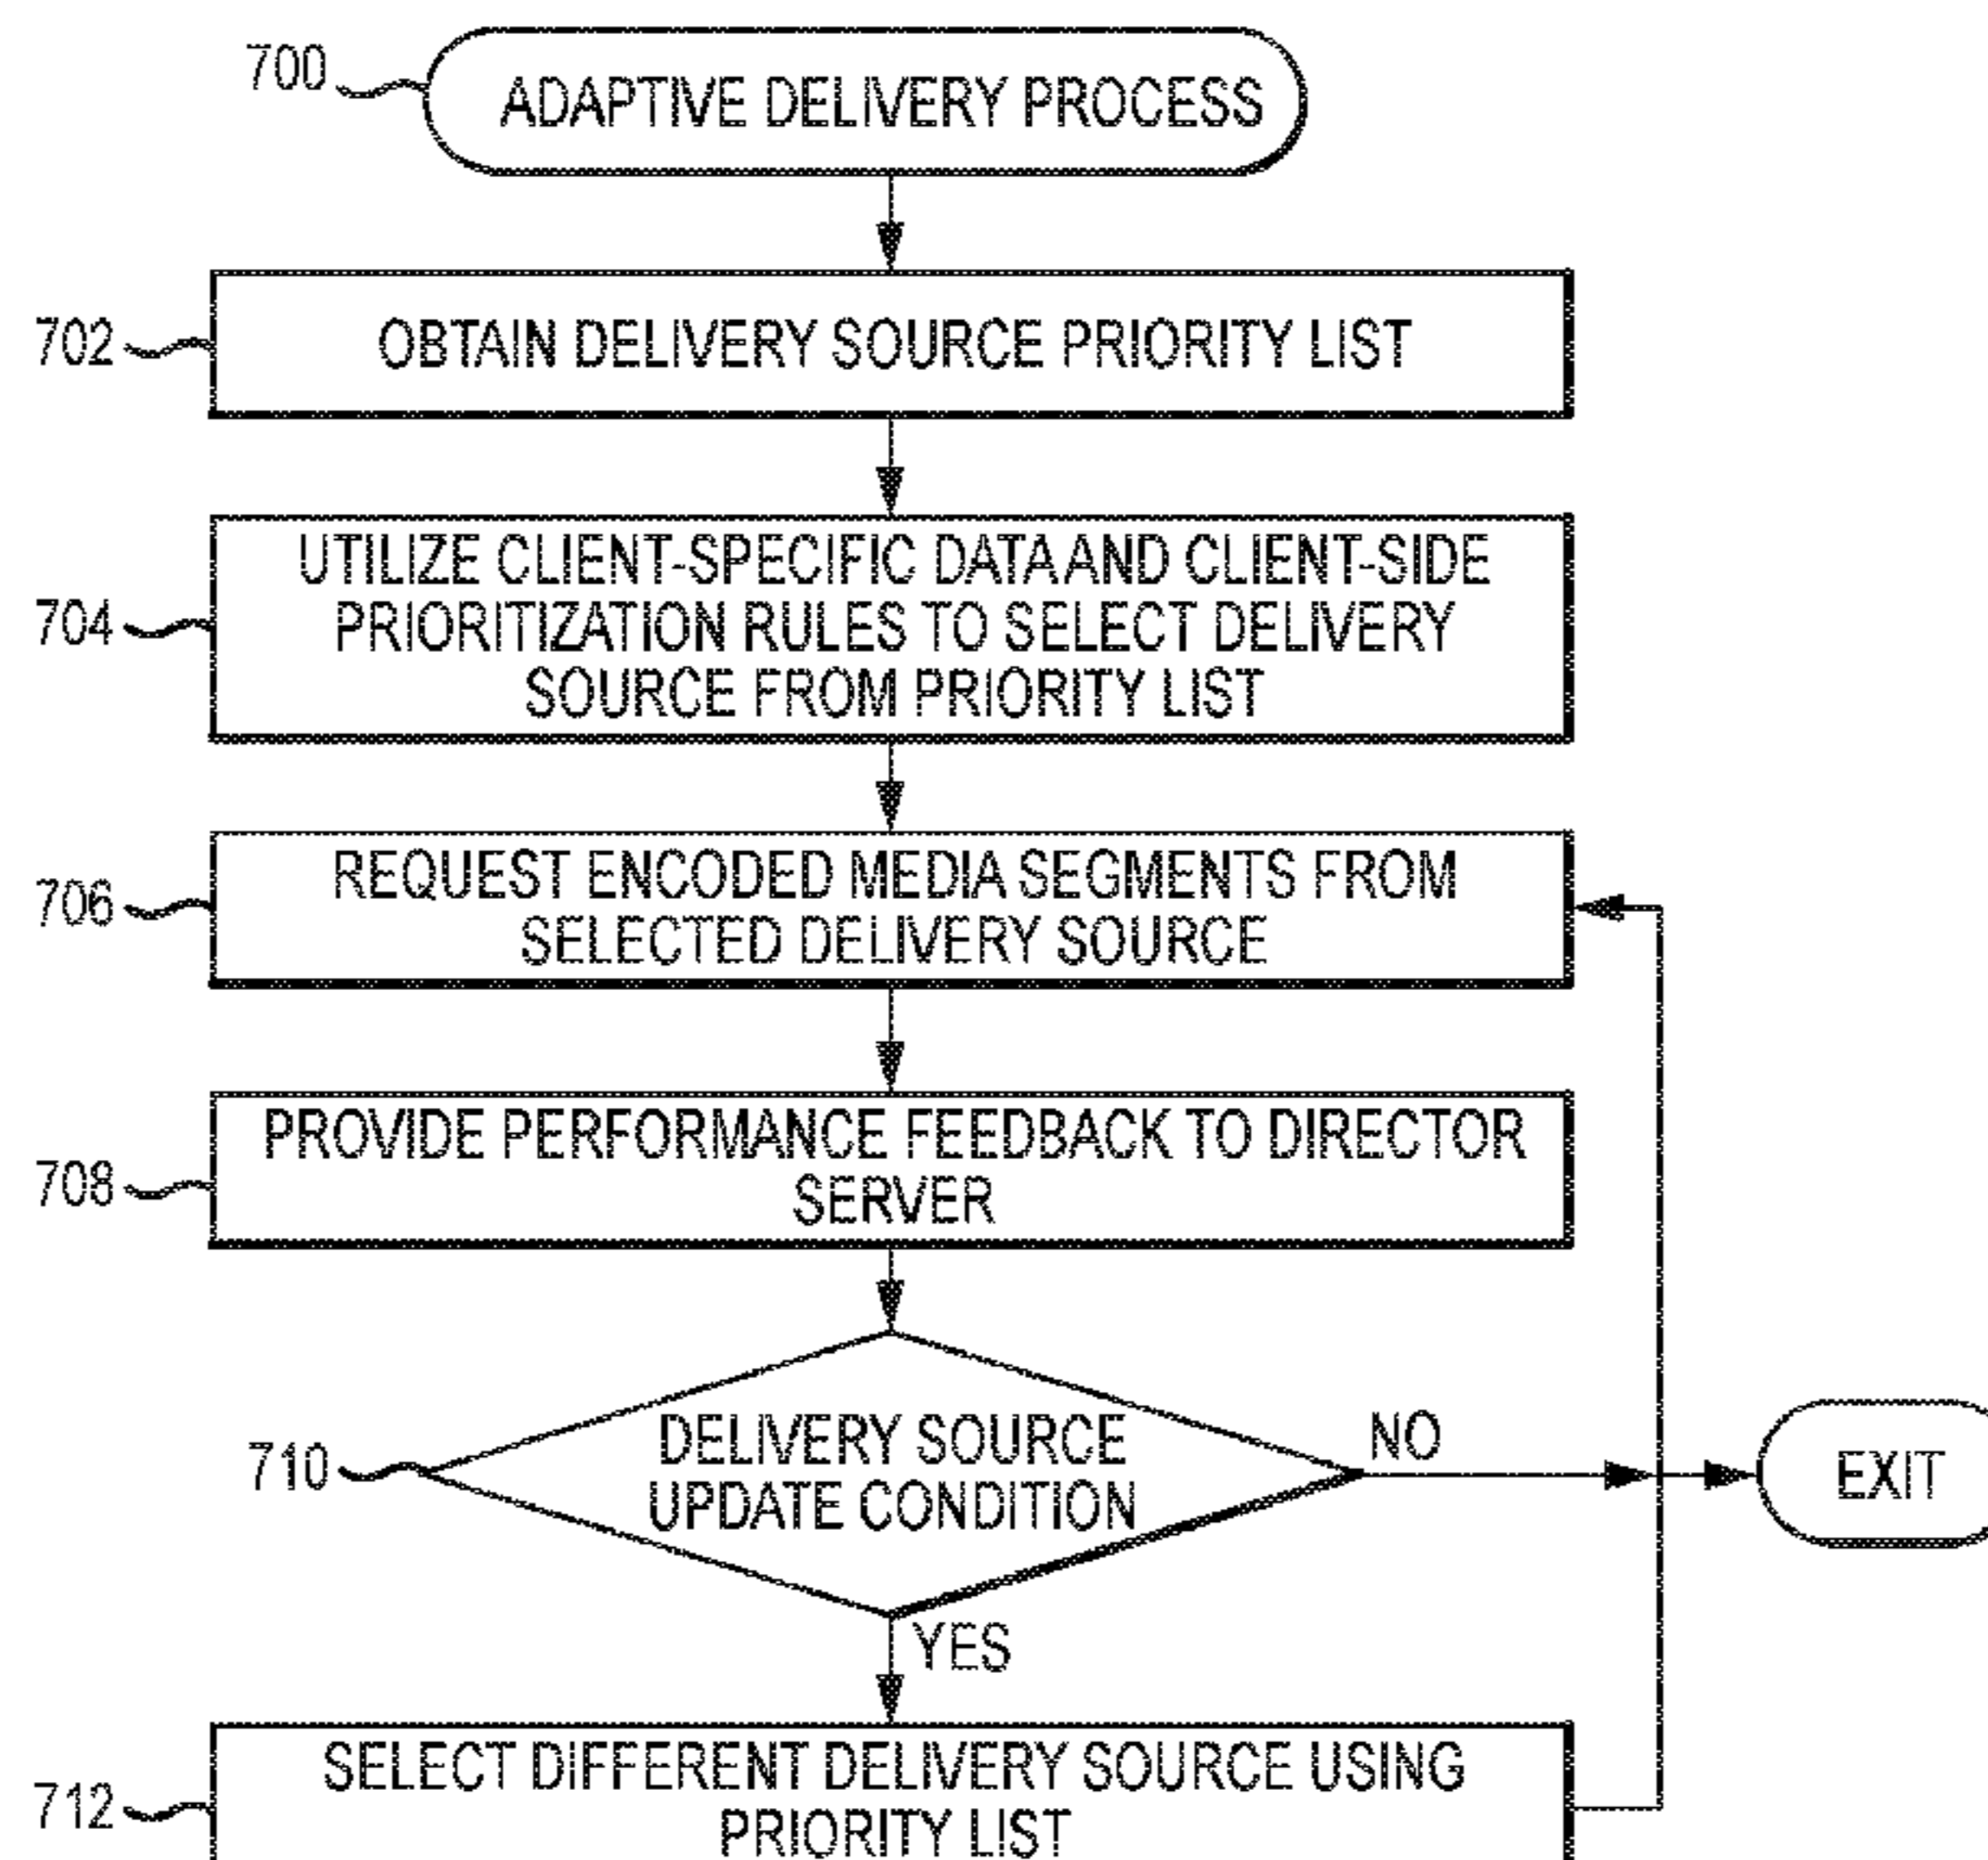 700
ADAPTIVE DELIVERY PROCESS
702
OBTAIN DELIVERY SOURCE PRIORITY LIST
704
UTILIZE CLIENT-SPECIFIC DATA AND CLIENT-SIDE
PRIORITIZATION RULES TO SELECT DELIVERY
SOURCE FROM PRIORITY LIST
706
REQUEST ENCODED MEDIA SEGMENTS FROM
SELECTED DELIVERY SOURCE
708
PROVIDE PERFORMANCE FEEDBACK TO DIRECTOR
SERVER
710
DELIVERY SOURCE
UPDATE CONDITION
NO
EXIT
YES
712
SELECT DIFFERENT DELIVERY SOURCE USING
PRIORITY LIST